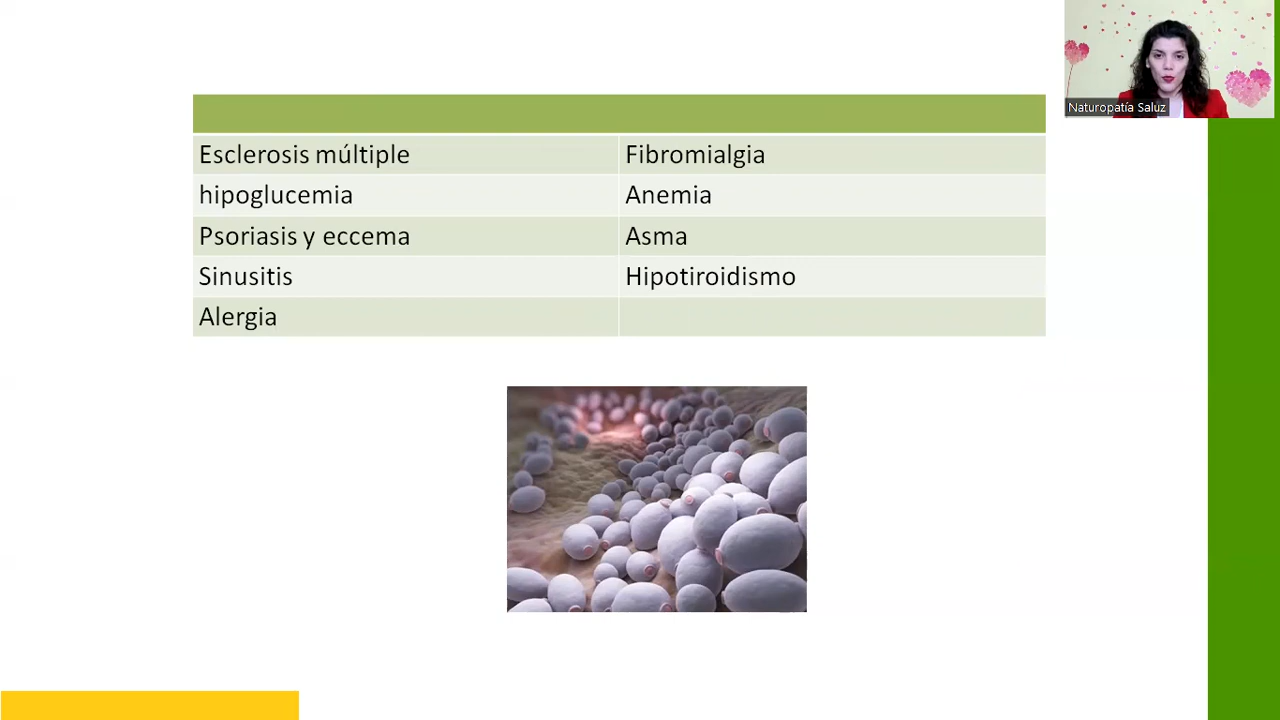 Naturopatía Saluz
Esclerosis múltiple
Fibromialgia
hipoglucemia
Anemia
Psoriasis y eccema
Asma
Sinusitis
Hipotiroidismo
Alergia